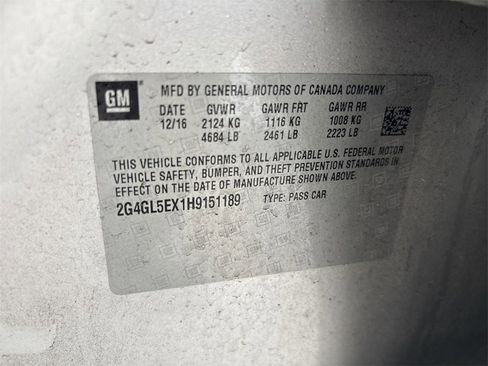 GM
MFD BY GENERAL MOTORS OF CANADA COMPANY
DATE GVWR GAWR FRT GAWR RR
12/16 2124 KG 1116 KG 1008 KG
4684 LB 2461 LB 2223 LB
THIS VEHICLE CONFORMS TO ALL APPLICABLE U.S. FEDERAL MOTOR
VEHICLE SAFETY, BUMPER, AND THEFT PREVENTION STANDARDS IN
EFFECT ON THE DATE OF MANUFACTURE SHOWN ABOVE.
2G4GL5EX1H9151189 TYPE: PASS CAR